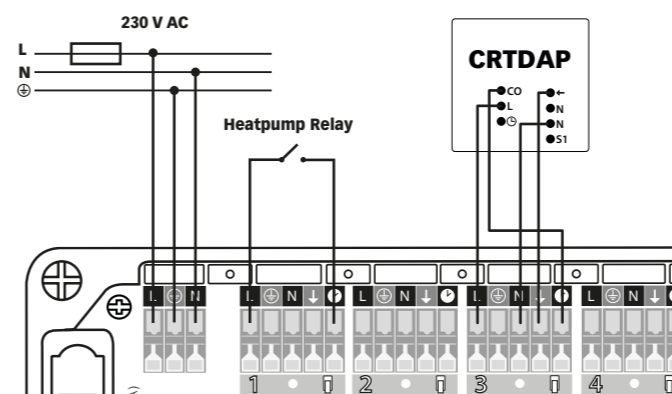 230 V AC
L
N
Heatpump Relay
CRTDAP
CO
L
N
N
S1
L N
L N
L N
L N
L N
1 2 3 4